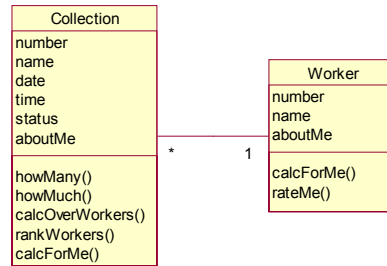 Collection
number
name
date
time
status
aboutMe
howMany()
howMuch()
calcOverWorkers()
rankWorkers()
calcForMe()
*
1
Worker
number
name
aboutMe
calcForMe()
rateMe()